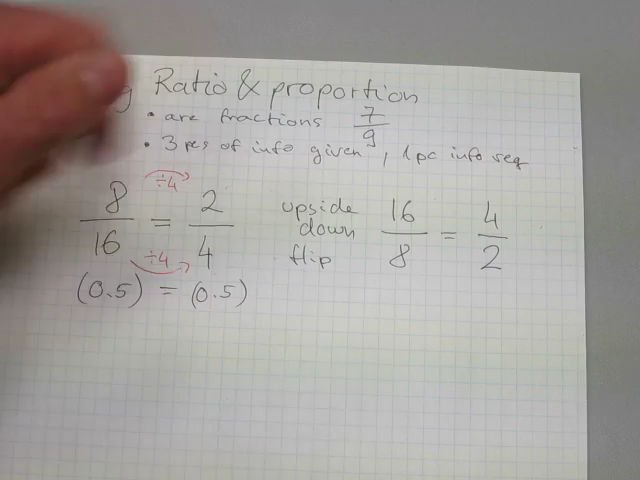 Ratio & proportion
• are fractions 7/9
• 3 pcs of info given, 1 pc info req
8/16 = 2/4
÷4
÷4
(0.5) = (0.5)
upside down flip
16/8 = 4/2